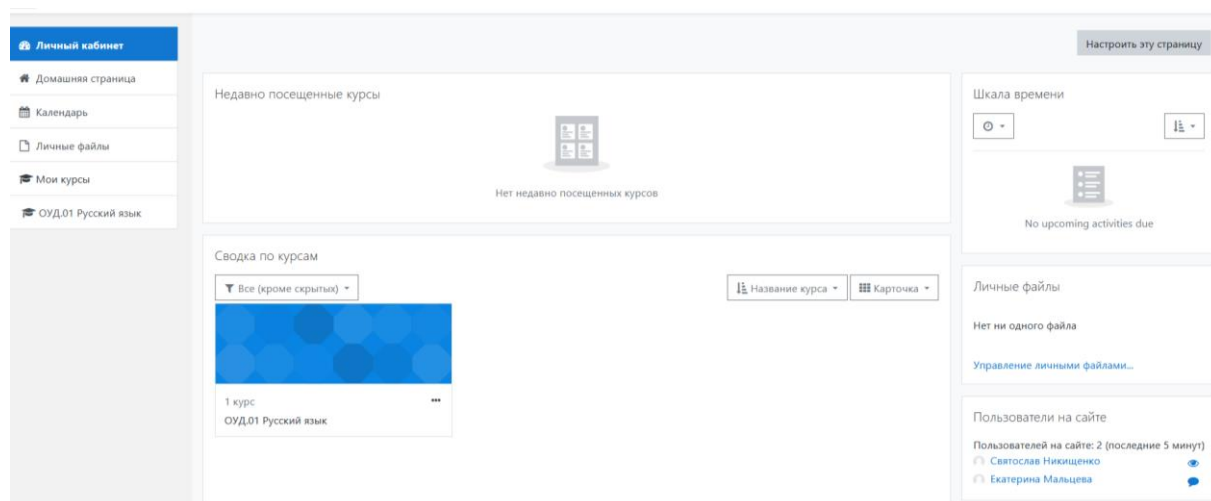 Личный кабинет
Домашняя страница
Календарь
Личные файлы
Мои курсы
ОУД.01 Русский язык
Настроить эту страницу
Недавно посещенные курсы
Нет недавно посещенных курсов
Сводка по курсам
Все (кроме скрытых)
Название курса
Карточка
1 курс
ОУД.01 Русский язык
Шкала времени
No upcoming activities due
Личные файлы
Нет ни одного файла
Управление личными файлами...
Пользователи на сайте
Пользователей на сайте: 2 (последние 5 минут)
Святослав Никищенко
Екатерина Мальцева